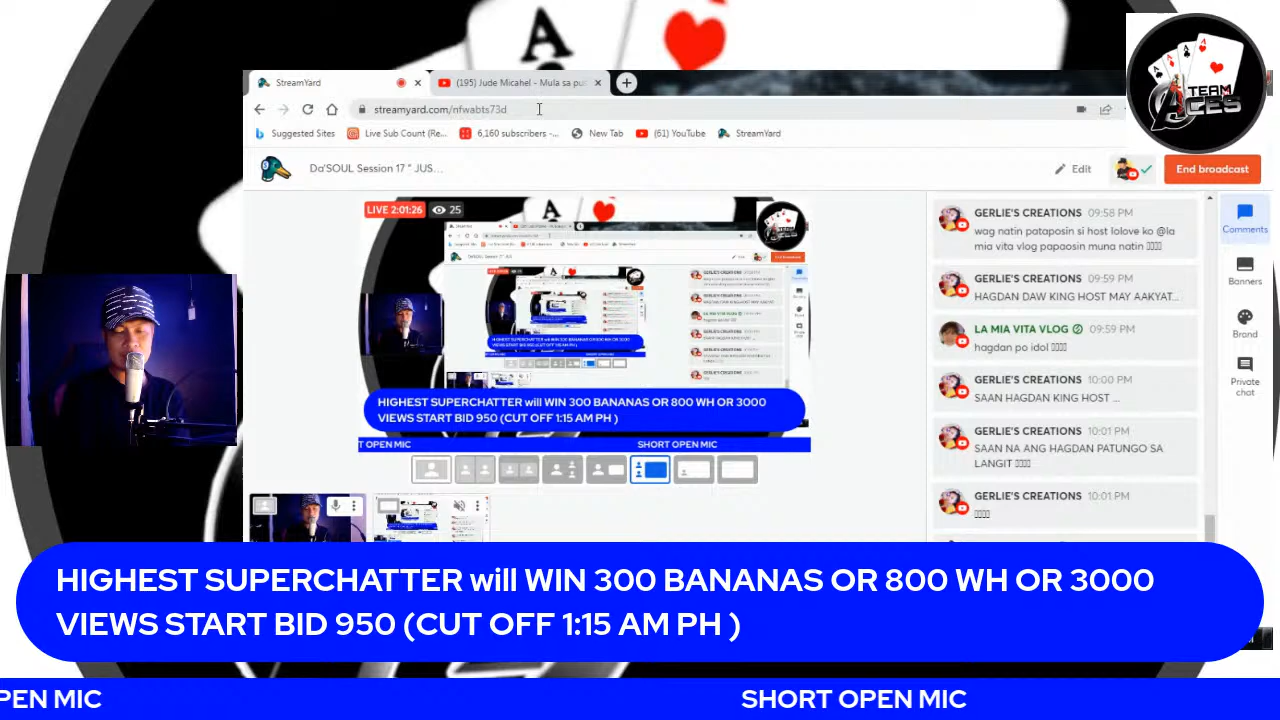 StreamYard
(195) Jude Micahel - Mula sa pu
streamyard.com/nfwabts73d
Suggested Sites
Live Sub Count (Re...
6,160 subscribers -...
New Tab
(61) YouTube
StreamYard
TEAM
ACES
Da'SOUL Session 17 " JUS...
Edit
End broadcast
LIVE 2:01:26
25
HIGHEST SUPERCHATTER will WIN 300 BANANAS OR 800 WH OR 3000
VIEWS START BID 950 (CUT OFF 1:15 AM PH )
T OPEN MIC
SHORT OPEN MIC
GERLIE'S CREATIONS 09:58 PM
wag natin pataposin si host lolove ko @la
mia vita vlog paosin muna natin
GERLIE'S CREATIONS 09:59 PM
HAGDAN DAW KING HOST MAY AAKYAT...
LA MIA VITA VLOG 09:59 PM
hagdan po idol
GERLIE'S CREATIONS 10:00 PM
SAAN HAGDAN KING HOST ...
GERLIE'S CREATIONS 10:01 PM
SAAN NA ANG HAGDAN PATUNGO SA
LANGIT
GERLIE'S CREATIONS 10:01 PM
Comments
Banners
Brand
Private
chat
HIGHEST SUPERCHATTER will WIN 300 BANANAS OR 800 WH OR 3000
VIEWS START BID 950 (CUT OFF 1:15 AM PH )
PEN MIC
SHORT OPEN MIC